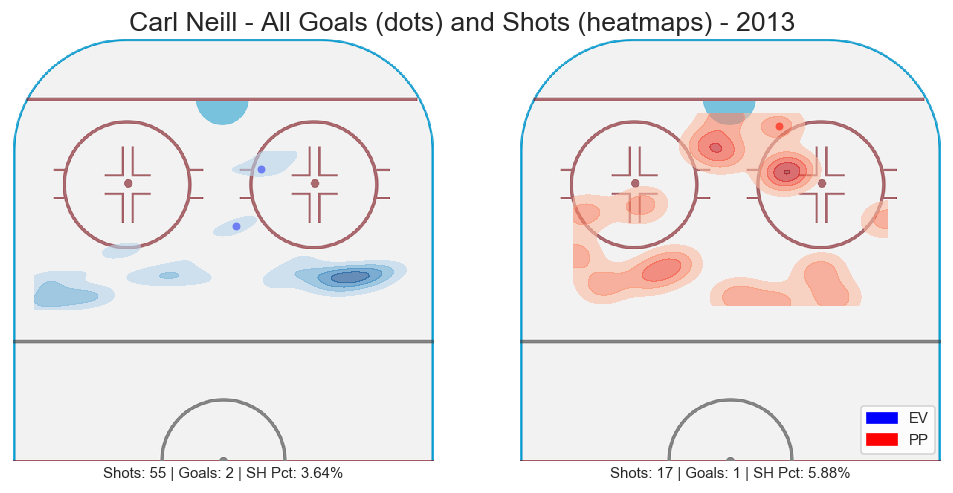 Carl Neill - All Goals (dots) and Shots (heatmaps) - 2013
EV
PP
Shots: 55 | Goals: 2 | SH Pct: 3.64%
Shots: 17 | Goals: 1 | SH Pct: 5.88%